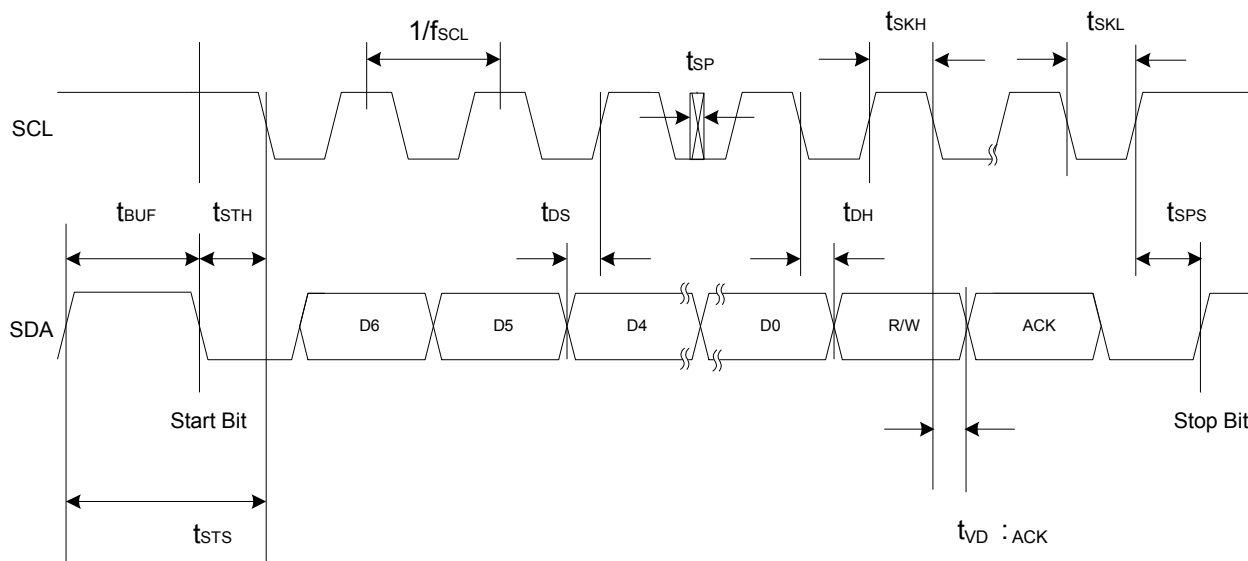 1/fSCL
tSKH
tSKL
tSP
SCL
tBUF
tSTH
tDS
tDH
tSPS
SDA
D6
D5
D4
D0
R/W
ACK
Start Bit
Stop Bit
tSTS
tVD : ACK